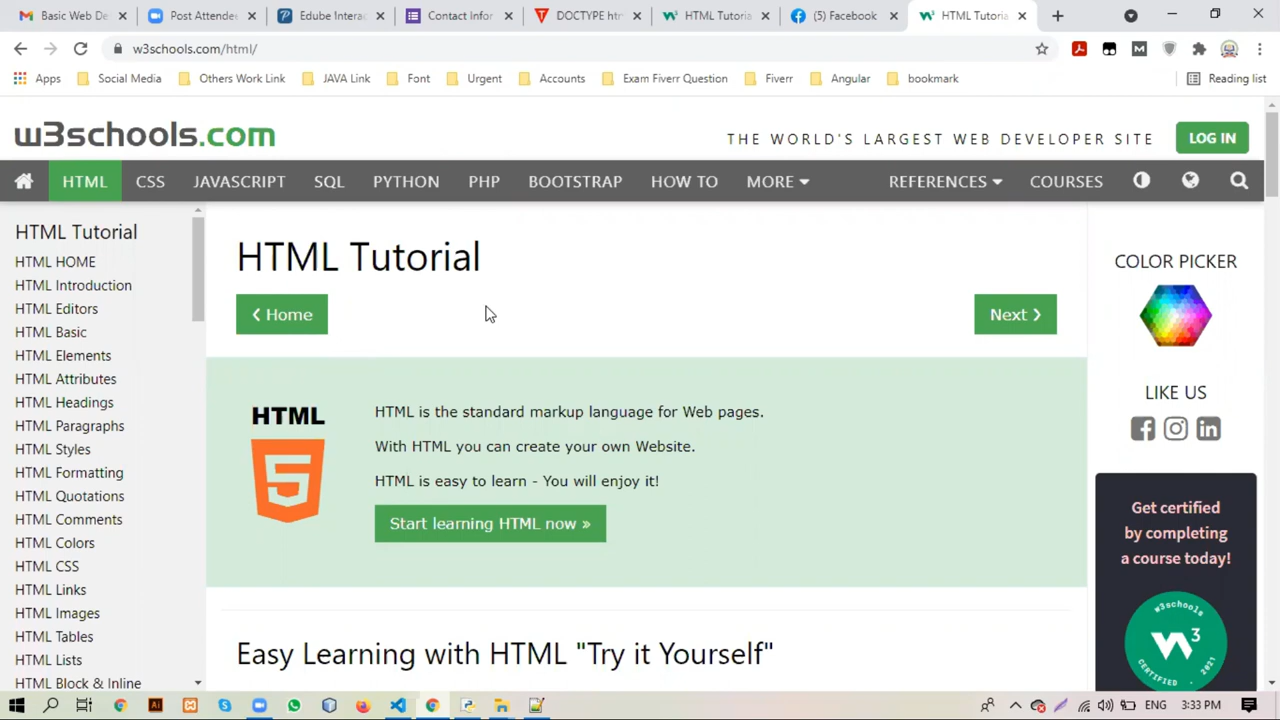 Basic Web De
Post Attendee
Edube Intera
Contact Infor
DOCTYPE htm
HTML Tutoria
(5) Facebook
HTML Tutoria
w3schools.com/html/
Apps
Social Media
Others Work Link
JAVA Link
Font
Urgent
Accounts
Exam Fiverr Question
Fiverr
Angular
bookmark
Reading list
w3schools.com
THE WORLD'S LARGEST WEB DEVELOPER SITE
LOG IN
HTML
CSS
JAVASCRIPT
SQL
PYTHON
PHP
BOOTSTRAP
HOW TO
MORE
REFERENCES
COURSES
HTML Tutorial
HTML HOME
HTML Introduction
HTML Editors
HTML Basic
HTML Elements
HTML Attributes
HTML Headings
HTML Paragraphs
HTML Styles
HTML Formatting
HTML Quotations
HTML Comments
HTML Colors
HTML CSS
HTML Links
HTML Images
HTML Tables
HTML Lists
HTML Block & Inline
HTML Tutorial
❮ Home
Next ❯
HTML
5
HTML is the standard markup language for Web pages.
With HTML you can create your own Website.
HTML is easy to learn - You will enjoy it!
Start learning HTML now »
Easy Learning with HTML "Try it Yourself"
COLOR PICKER
LIKE US
Get certified
by completing
a course today!
w3schools
W3
CERTIFIED . 2021
ENG
3:33 PM